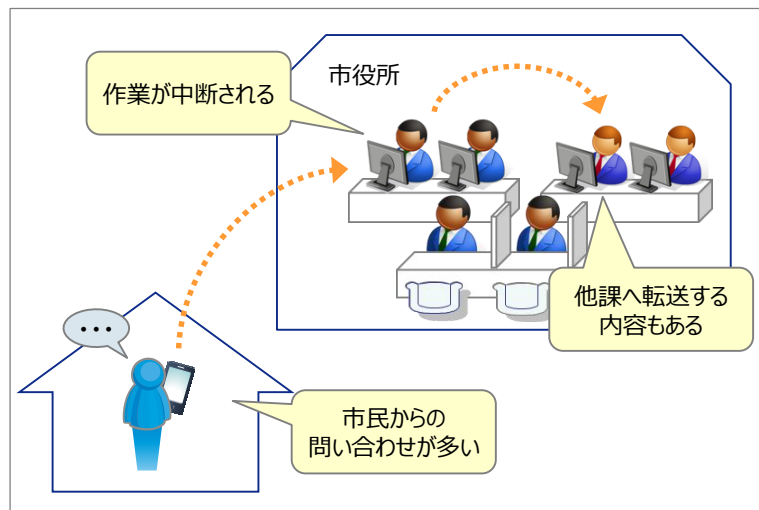 市役所
作業が中断される
他課へ転送する
内容もある
市民からの
問い合わせが多い